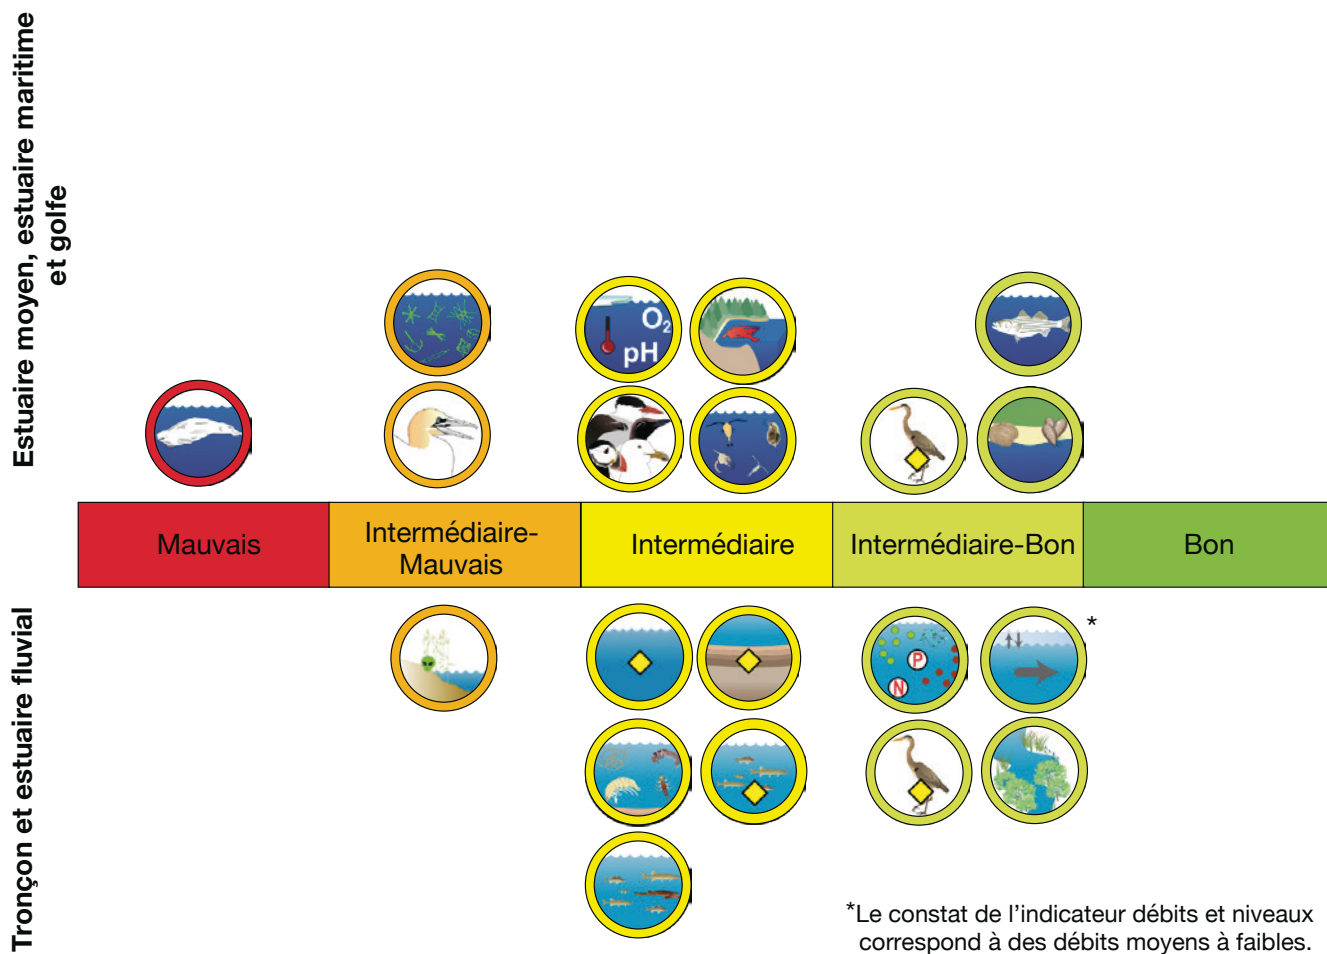 Estuaire moyen, estuaire maritime
et golfe
O₂
pH
Mauvais
Intermédiaire-
Mauvais
Intermédiaire
Intermédiaire-Bon
Bon
Tronçon et estuaire fluvial
P
N
*
*Le constat de l'indicateur débits et niveaux
correspond à des débits moyens à faibles.